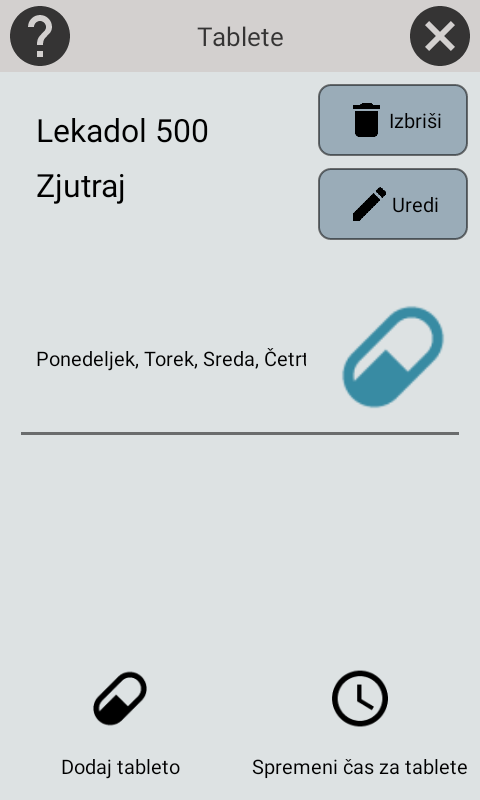 Tablete
Lekadol 500
Izbriši
Zjutraj
Uredi
Ponedeljek, Torek, Sreda, Četrt
Dodaj tableto
Spremeni čas za tablete